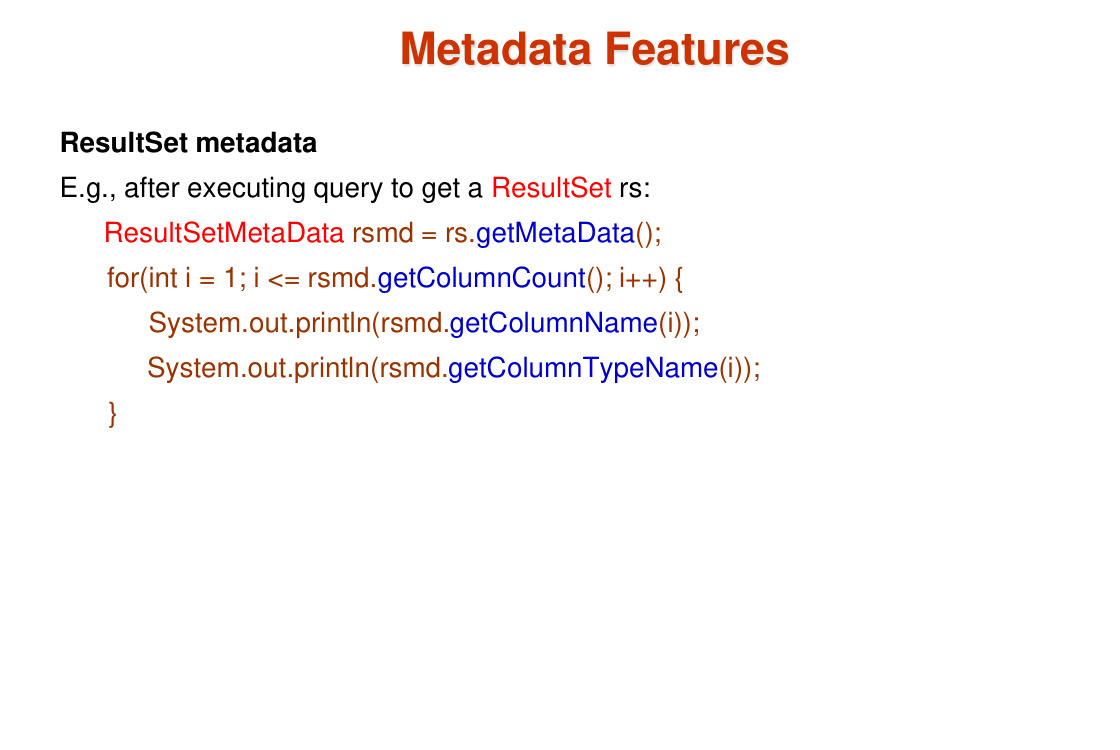 Metadata Features
ResultSet metadata
E.g., after executing query to get a ResultSet rs:
ResultSetMetaData rsmd = rs.getMetaData();
for(int i = 1; i <= rsmd.getColumnCount(); i++) {
System.out.println(rsmd.getColumnName(i));
System.out.println(rsmd.getColumnTypeName(i));
}